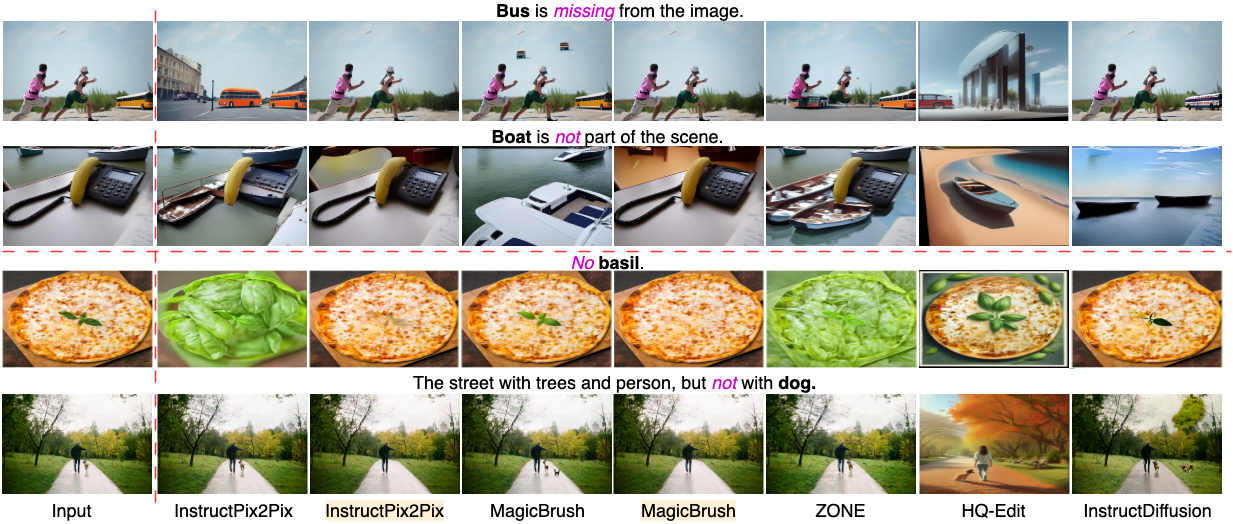 Bus is missing from the image.
Boat is not part of the scene.
No basil.
The street with trees and person, but not with dog.
Input InstructPix2Pix InstructPix2Pix MagicBrush MagicBrush ZONE HQ-Edit InstructDiffusion